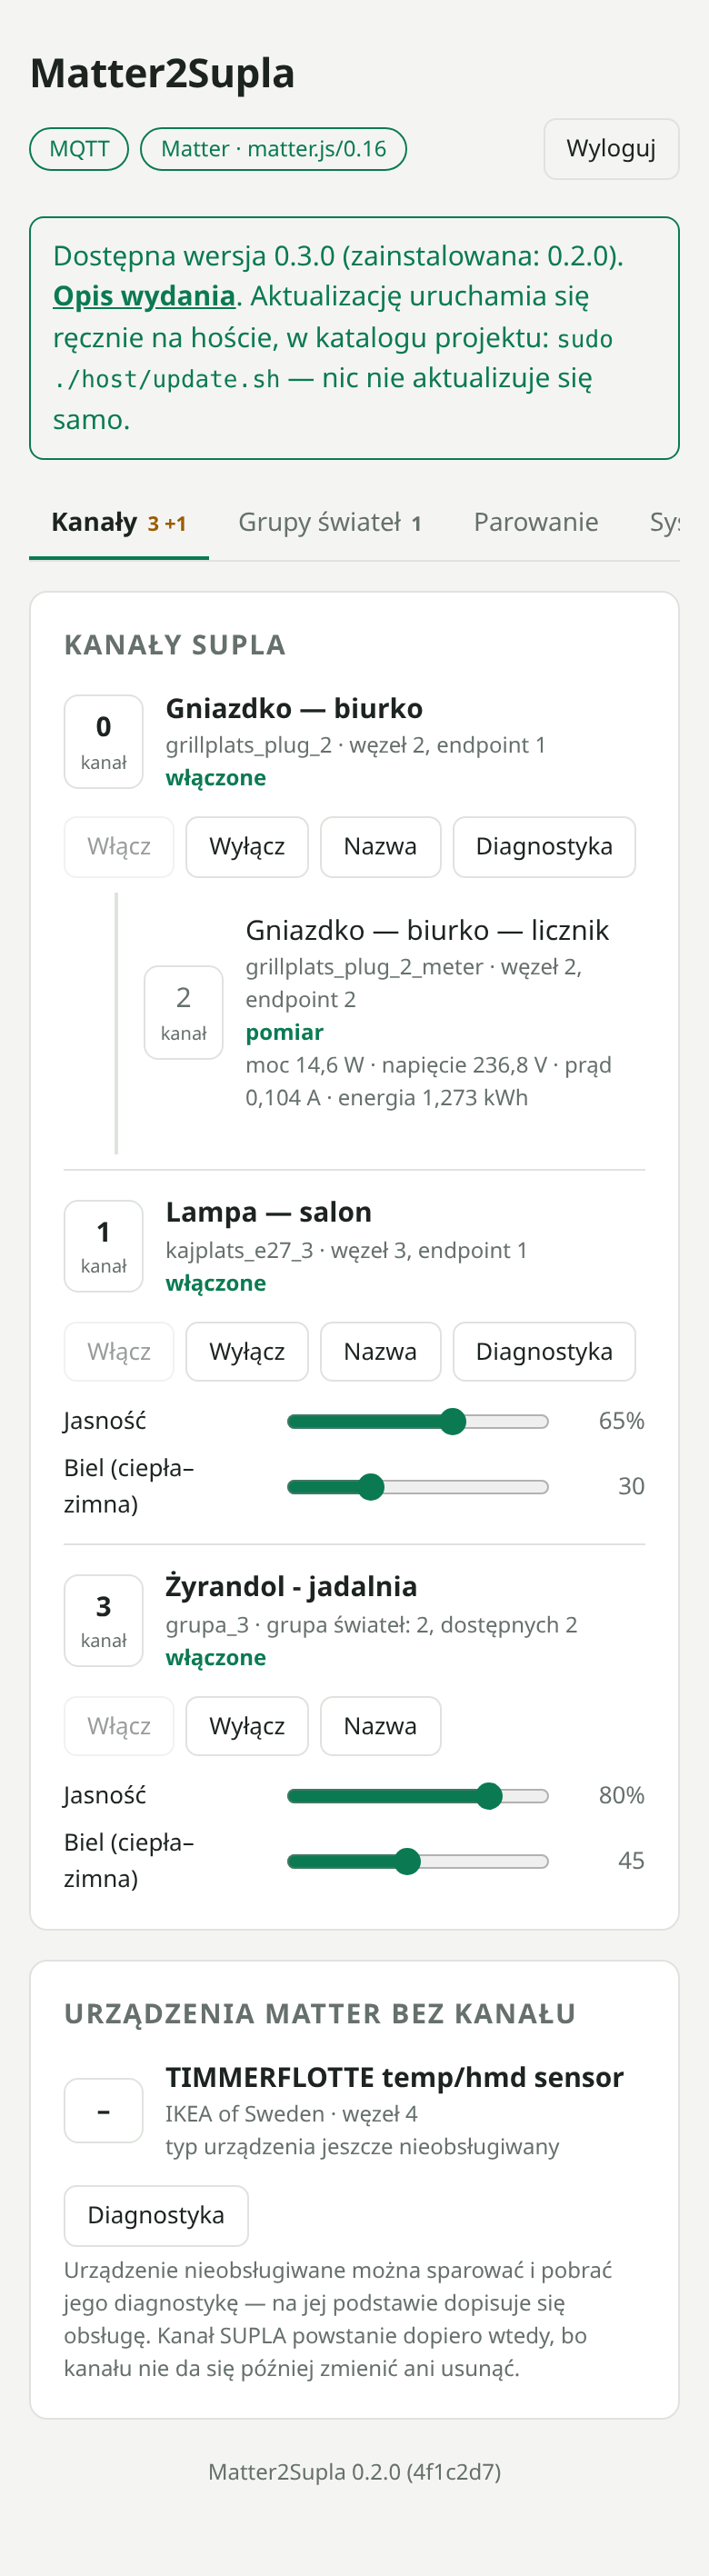 Matter2Supla
MQTT
Matter · matter.js/0.16
Wyloguj
Dostępna wersja 0.3.0 (zainstalowana: 0.2.0).
Opis wydania. Aktualizację uruchamia się
ręcznie na hoście, w katalogu projektu: sudo
./host/update.sh — nic nie aktualizuje się
samo.
Kanały 3 +1
Grupy świateł 1
Parowanie
KANAŁY SUPLA
0
kanał
Gniazdko — biurko
grillplats_plug_2 · węzeł 2, endpoint 1
włączone
Włącz
Wyłącz
Nazwa
Diagnostyka
2
kanał
Gniazdko — biurko — licznik
grillplats_plug_2_meter · węzeł 2,
endpoint 2
pomiar
moc 14,6 W · napięcie 236,8 V · prąd
0,104 A · energia 1,273 kWh
1
kanał
Lampa — salon
kajplats_e27_3 · węzeł 3, endpoint 1
włączone
Włącz
Wyłącz
Nazwa
Diagnostyka
Jasność
65%
Biel (ciepła–
zimna)
30
3
kanał
Żyrandol - jadalnia
grupa_3 · grupa świateł: 2, dostępnych 2
włączone
Włącz
Wyłącz
Nazwa
Jasność
80%
Biel (ciepła–
zimna)
45
URZĄDZENIA MATTER BEZ KANAŁU
–
TIMMERFLOTTE temp/hmd sensor
IKEA of Sweden · węzeł 4
typ urządzenia jeszcze nieobsługiwany
Diagnostyka
Urządzenie nieobsługiwane można sparować i pobrać
jego diagnostykę — na jej podstawie dopisuje się
obsługę. Kanał SUPLA powstanie dopiero wtedy, bo
kanału nie da się później zmienić ani usunąć.
Matter2Supla 0.2.0 (4f1c2d7)